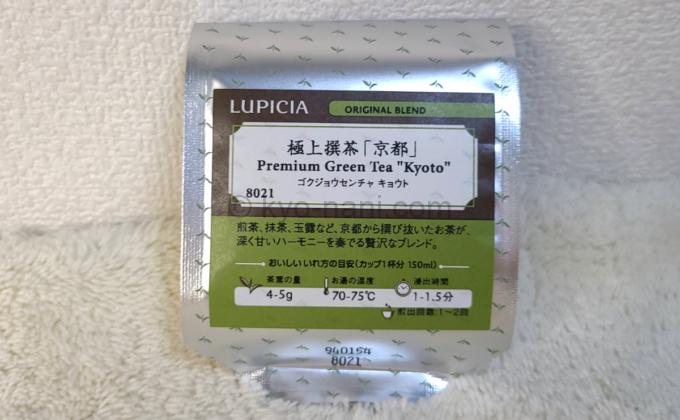 LUPICIA
ORIGINAL BLEND
極上撰茶「京都」
Premium Green Tea "Kyoto"
ゴクジョウセンチャ キョウト
8021
© kyo-nani.com
煎茶、抹茶、玉露など、京都から撰び抜いたお茶が、
深く甘いハーモニーを奏でる贅沢なブレンド。
おいしいいれ方の目安(カップ1杯分 150ml)
茶葉の量 お湯の温度 浸出時間
4-5g 70-75℃ 1-1.5分
煎出回数:1~2回
940154
8021
LUPICIA